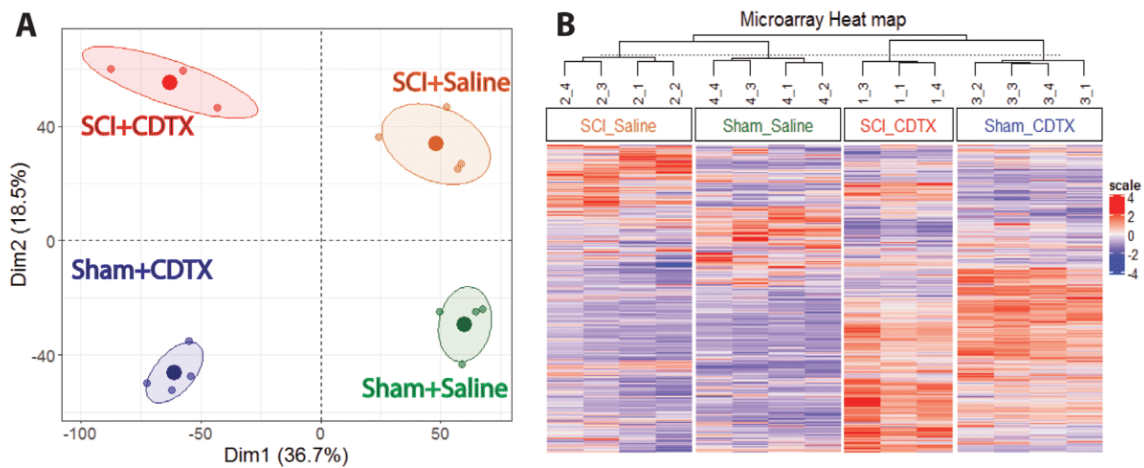 A
SCI+CDTX
SCI+Saline
Sham+CDTX
Sham+Saline
40
0
-40
-100
-50
0
50
Dim2 (18.5%)
Dim1 (36.7%)
B
Microarray Heat map
2_4 2_3 2_1 2_2 4_4 4_3 4_1 4_2 1_3 1_1 1_4 3_2 3_3 3_4 3_1
SCI_Saline Sham_Saline SCI_CDTX Sham_CDTX
scale
4
2
0
-2
-4